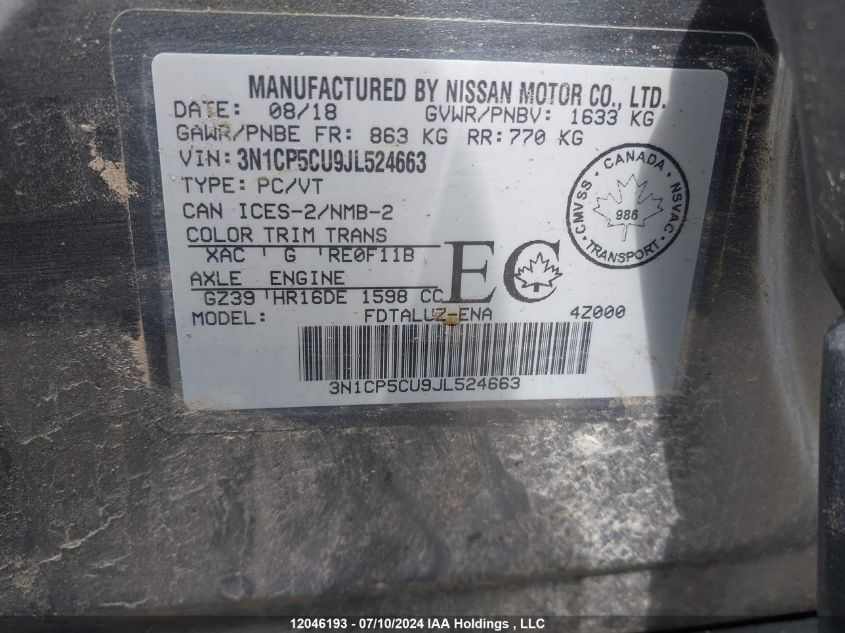 MANUFACTURED BY NISSAN MOTOR CO., LTD.
DATE: 08/18 GVWR/PNBV: 1633 KG
GAWR/PNBE FR: 863 KG RR: 770 KG
VIN: 3N1CP5CU9JL524663
TYPE: PC/VT
CAN ICES-2/NMB-2
COLOR TRIM TRANS
XAC G RE0F11B
AXLE ENGINE
GZ39 HR16DE 1598 CC
EC
CANADA
CMVSS 986 NSVAC
TRANSPORT
MODEL: FDTALUZ-ENA 4Z000
3N1CP5CU9JL524663
12046193 - 07/10/2024 IAA Holdings , LLC